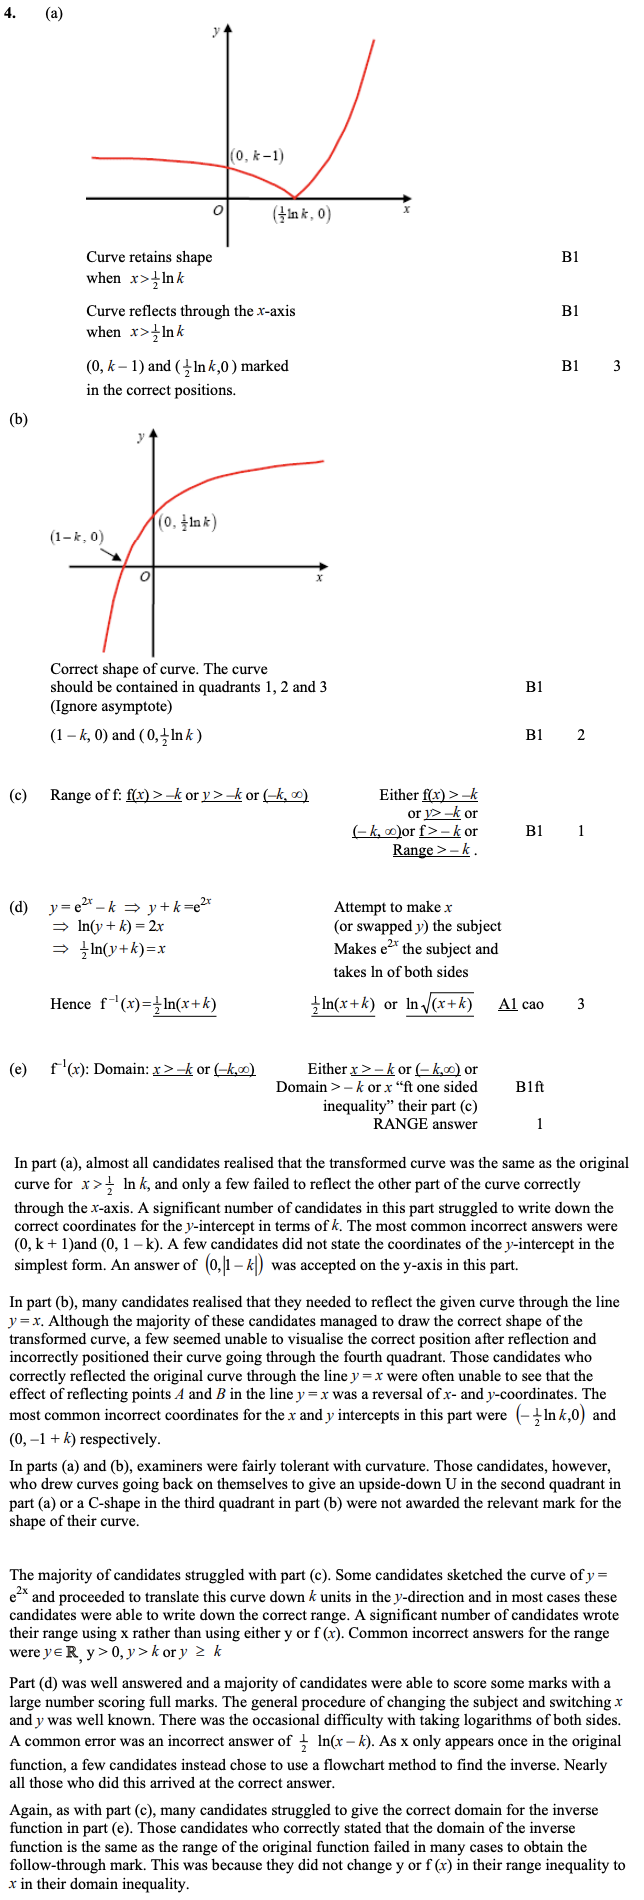 4. (a)
y
(0, k – 1)
O
(½ ln k, 0)
x
Curve retains shape B1
when x > ½ ln k
Curve reflects through the x-axis B1
when x > ½ ln k
(0, k – 1) and (½ ln k, 0) marked B1 3
in the correct positions.
(b)
y
(0, ½ ln k)
(1 – k, 0)
O
x
Correct shape of curve. The curve
should be contained in quadrants 1, 2 and 3 B1
(Ignore asymptote)
(1 – k, 0) and (0, ½ ln k) B1 2
(c) Range of f: f(x) > –k or y > –k or (–k, ∞) Either f(x) > –k
or y> –k or
(– k, ∞)or f > – k or B1 1
Range > – k .
(d) y = e²ˣ – k ⇒ y + k =e²ˣ Attempt to make x
⇒ ln(y + k) = 2x (or swapped y) the subject
⇒ ½ ln(y+k)=x Makes e²ˣ the subject and
takes ln of both sides
Hence f⁻¹(x)=½ ln(x+k) ½ ln(x+k) or ln √(x+k) A1 cao 3
(e) f⁻¹(x): Domain: x > –k or (–k,∞) Either x > – k or (– k,∞) or
Domain > – k or x “ft one sided B1ft
inequality” their part (c)
RANGE answer 1
In part (a), almost all candidates realised that the transformed curve was the same as the original
curve for x > ½ ln k, and only a few failed to reflect the other part of the curve correctly
through the x-axis. A significant number of candidates in this part struggled to write down the
correct coordinates for the y-intercept in terms of k. The most common incorrect answers were
(0, k + 1)and (0, 1 – k). A few candidates did not state the coordinates of the y-intercept in the
simplest form. An answer of (0,|1 – k|) was accepted on the y-axis in this part.
In part (b), many candidates realised that they needed to reflect the given curve through the line
y = x. Although the majority of these candidates managed to draw the correct shape of the
transformed curve, a few seemed unable to visualise the correct position after reflection and
incorrectly positioned their curve going through the fourth quadrant. Those candidates who
correctly reflected the original curve through the line y = x were often unable to see that the
effect of reflecting points A and B in the line y = x was a reversal of x- and y-coordinates. The
most common incorrect coordinates for the x and y intercepts in this part were (–½ ln k,0) and
(0, –1 + k) respectively.
In parts (a) and (b), examiners were fairly tolerant with curvature. Those candidates, however,
who drew curves going back on themselves to give an upside-down U in the second quadrant in
part (a) or a C-shape in the third quadrant in part (b) were not awarded the relevant mark for the
shape of their curve.
The majority of candidates struggled with part (c). Some candidates sketched the curve of y =
e²ˣ and proceeded to translate this curve down k units in the y-direction and in most cases these
candidates were able to write down the correct range. A significant number of candidates wrote
their range using x rather than using either y or f (x). Common incorrect answers for the range
were y∈ ℝ, y > 0, y > k or y ≥ k
Part (d) was well answered and a majority of candidates were able to score some marks with a
large number scoring full marks. The general procedure of changing the subject and switching x
and y was well known. There was the occasional difficulty with taking logarithms of both sides.
A common error was an incorrect answer of ½ ln(x – k). As x only appears once in the original
function, a few candidates instead chose to use a flowchart method to find the inverse. Nearly
all those who did this arrived at the correct answer.
Again, as with part (c), many candidates struggled to give the correct domain for the inverse
function in part (e). Those candidates who correctly stated that the domain of the inverse
function is the same as the range of the original function failed in many cases to obtain the
follow-through mark. This was because they did not change y or f (x) in their range inequality to
x in their domain inequality.